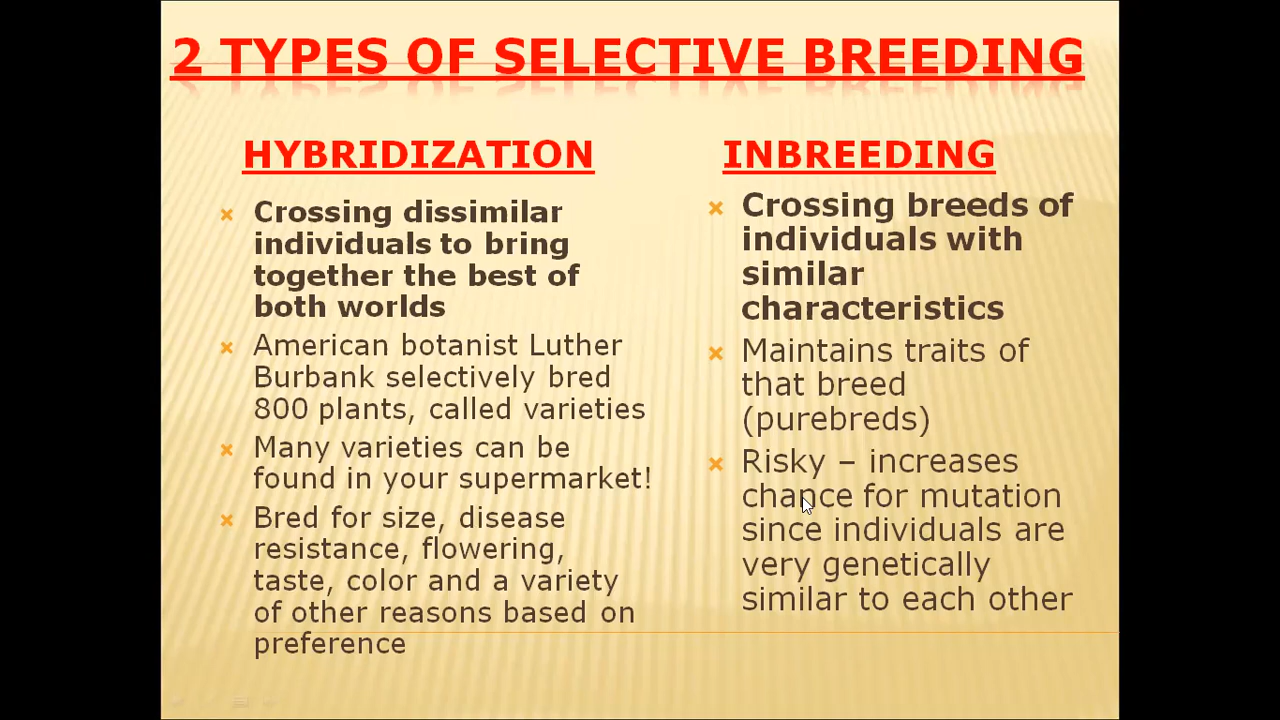 2 TYPES OF SELECTIVE BREEDING
HYBRIDIZATION
Crossing dissimilar
individuals to bring
together the best of
both worlds
American botanist Luther
Burbank selectively bred
800 plants, called varieties
Many varieties can be
found in your supermarket!
Bred for size, disease
resistance, flowering,
taste, color and a variety
of other reasons based on
preference
INBREEDING
Crossing breeds of
individuals with
similar
characteristics
Maintains traits of
that breed
(purebreds)
Risky – increases
chance for mutation
since individuals are
very genetically
similar to each other